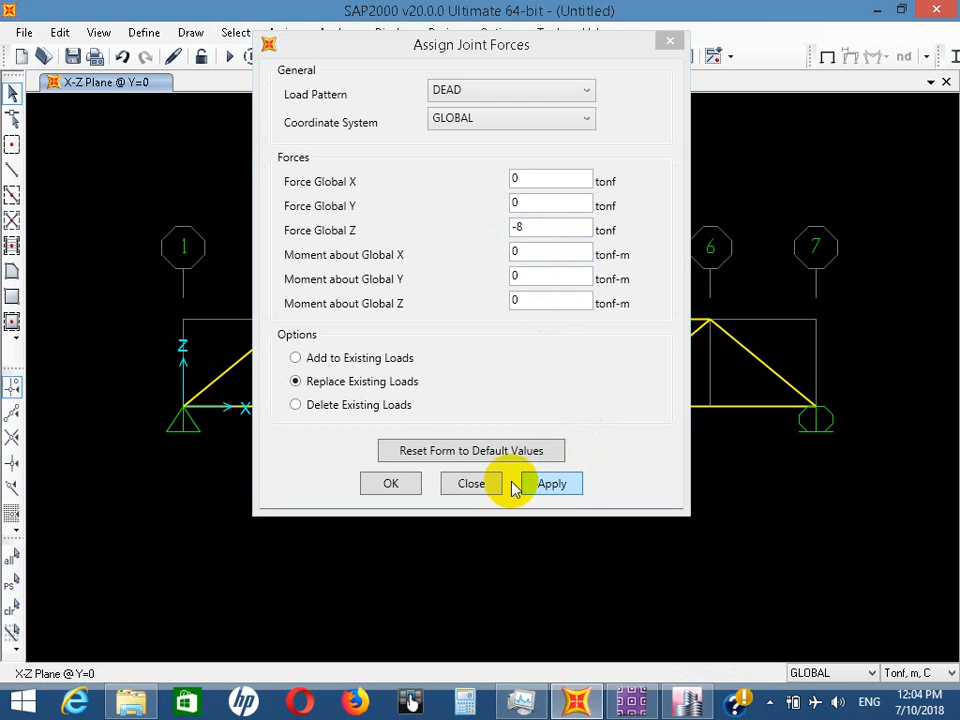 SAP2000 v20.0.0 Ultimate 64-bit - (Untitled)
File Edit View Define Draw Select
Assign Joint Forces
nd
X-Z Plane @ Y=0
General
Load Pattern DEAD
Coordinate System GLOBAL
Forces
Force Global X 0 tonf
Force Global Y 0 tonf
Force Global Z -8 tonf
Moment about Global X 0 tonf-m
Moment about Global Y 0 tonf-m
Moment about Global Z 0 tonf-m
1 6 7
Options
Add to Existing Loads
Replace Existing Loads
Delete Existing Loads
Z
X
Reset Form to Default Values
OK Close Apply
all
PS
clr
X-Z Plane @ Y=0 GLOBAL Tonf, m, C
ENG
12:04 PM
7/10/2018